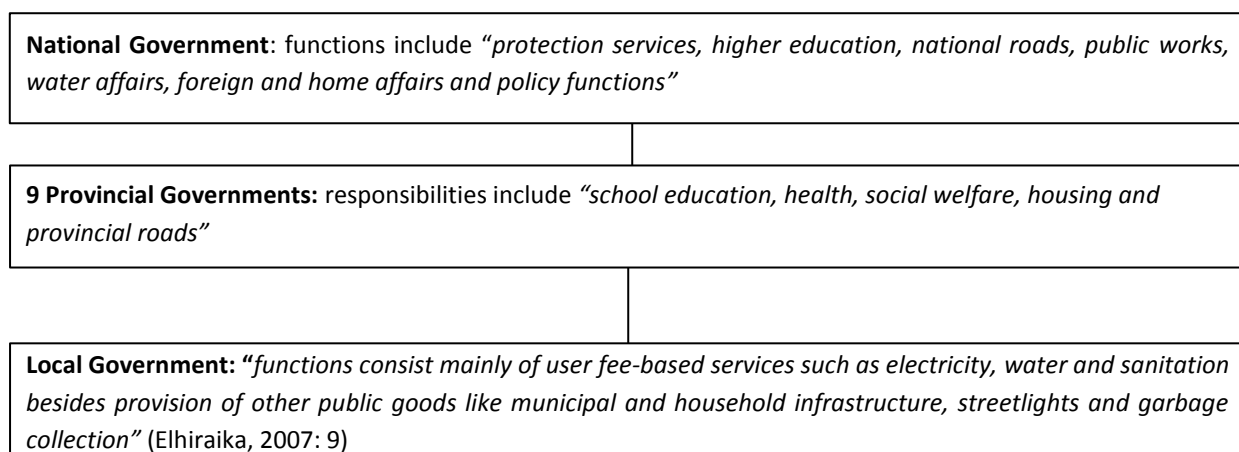 National Government: functions include “protection services, higher education, national roads, public works,
water affairs, foreign and home affairs and policy functions”
9 Provincial Governments: responsibilities include “school education, health, social welfare, housing and
provincial roads”
Local Government: “functions consist mainly of user fee-based services such as electricity, water and sanitation
besides provision of other public goods like municipal and household infrastructure, streetlights and garbage
collection” (Elhiraika, 2007: 9)